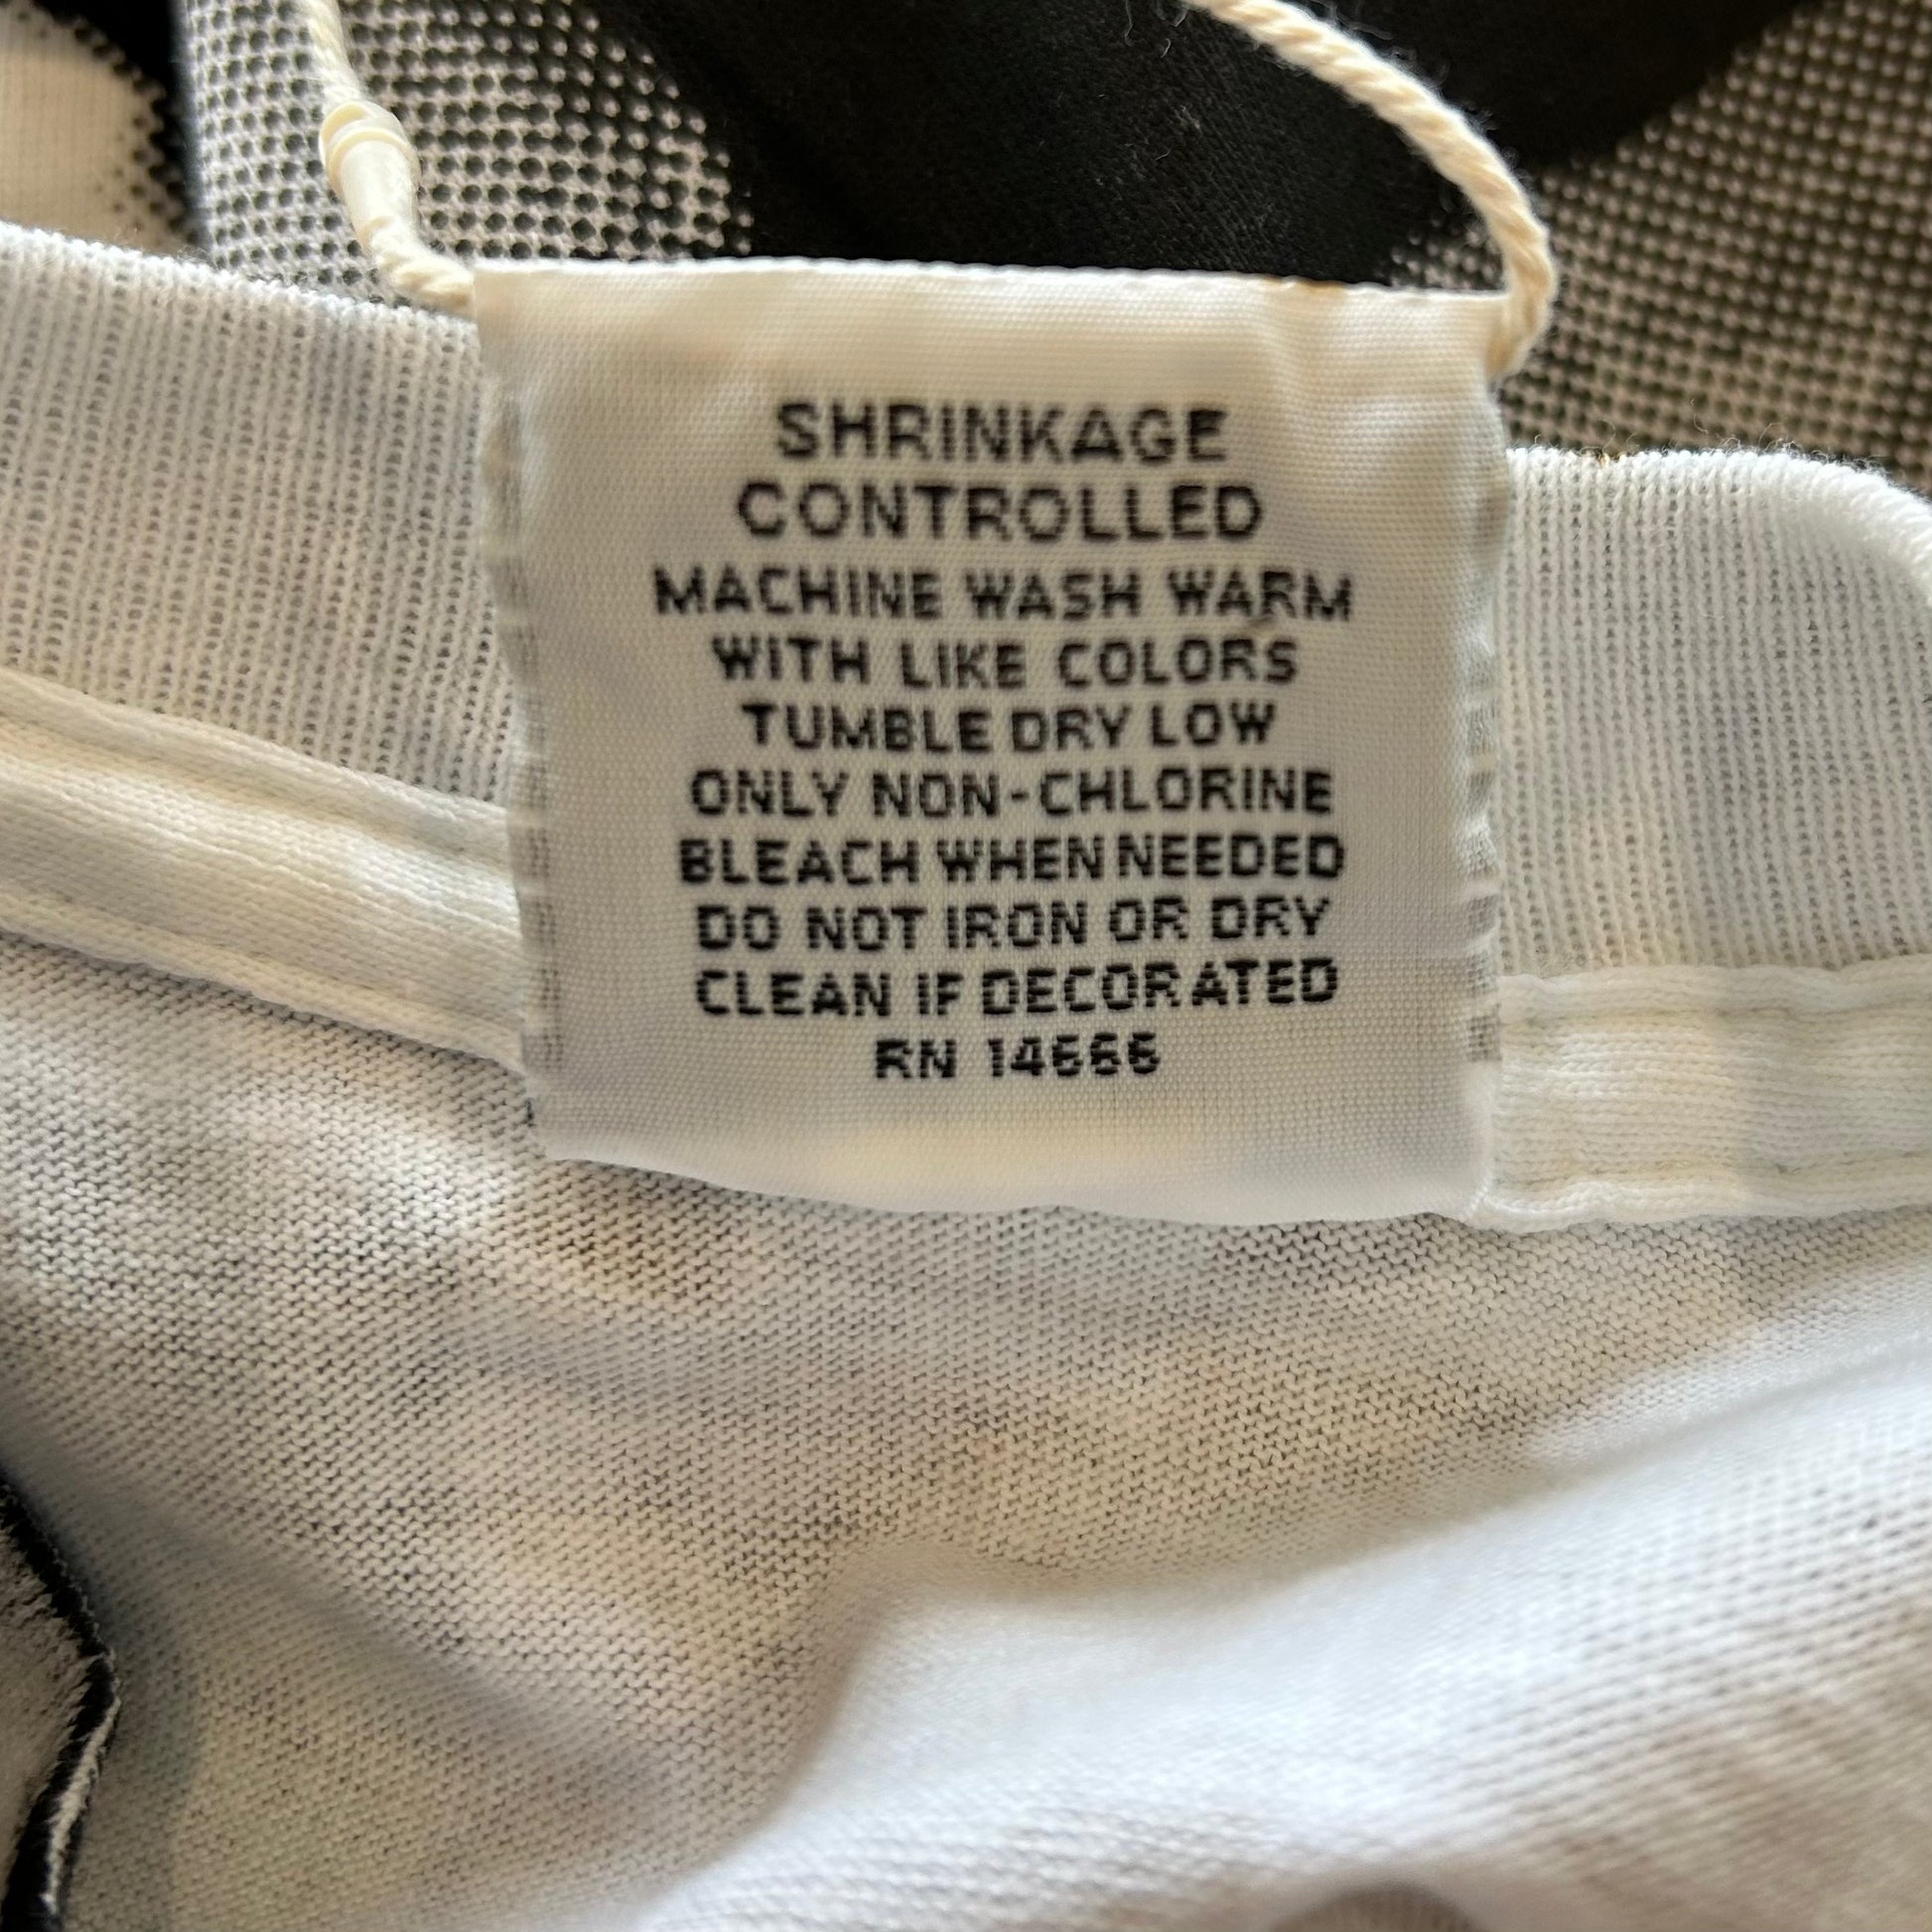 SHRINKAGE
CONTROLLED
MACHINE WASH WARM
WITH LIKE COLORS
TUMBLE DRY LOW
ONLY NON-CHLORINE
BLEACH WHEN NEEDED
DO NOT IRON OR DRY
CLEAN IF DECORATED
RN 14666